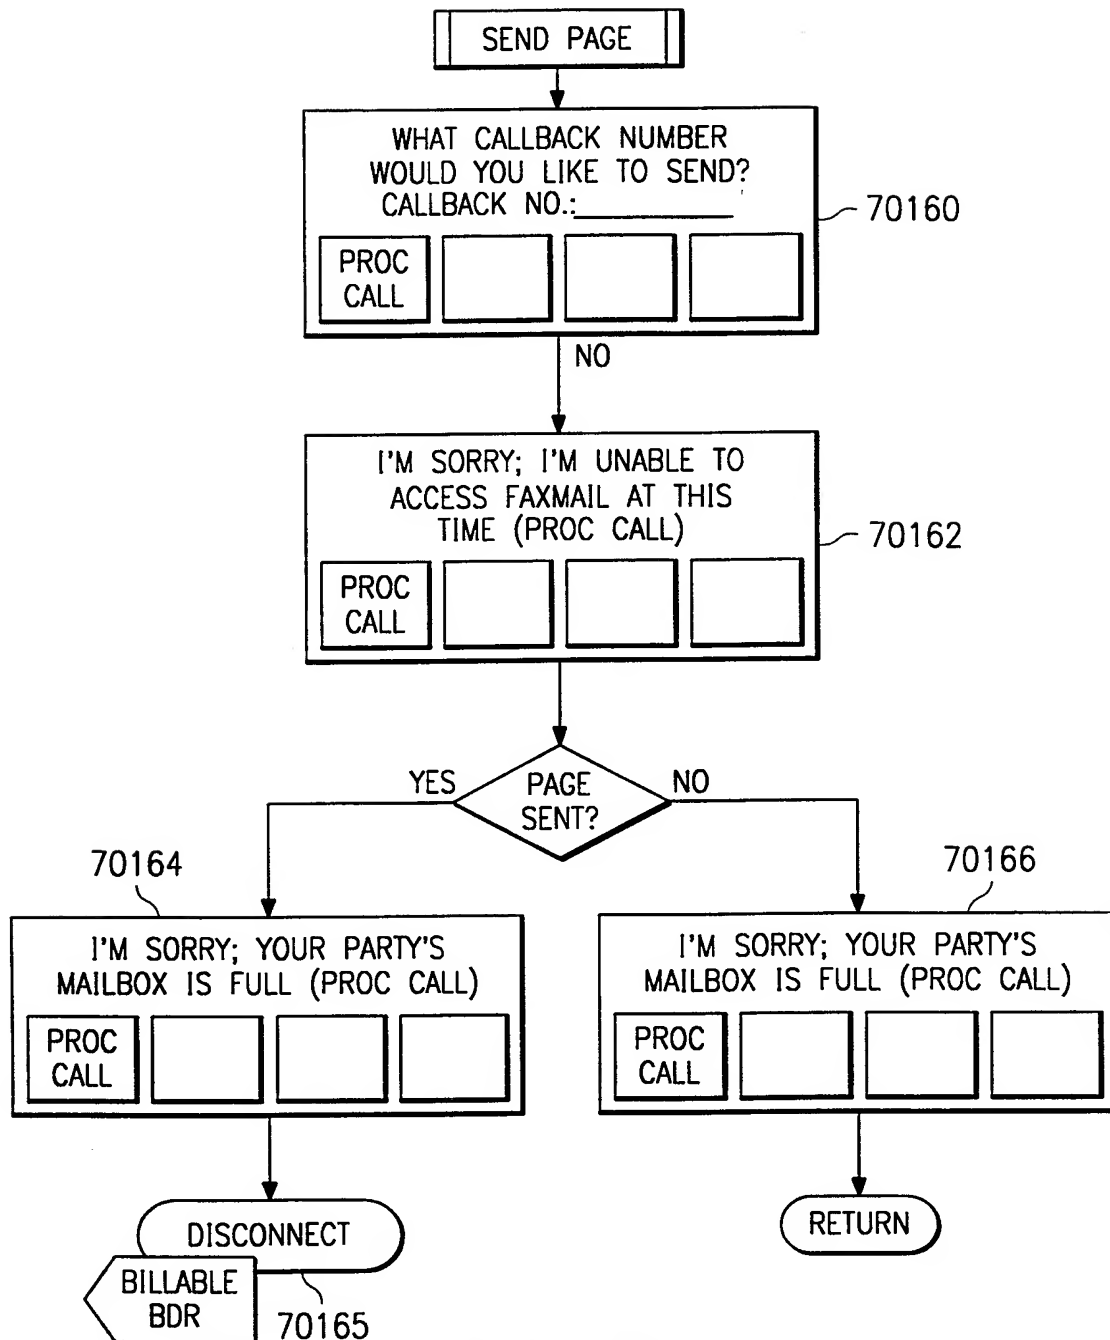 SEND PAGE
WHAT CALLBACK NUMBER
WOULD YOU LIKE TO SEND?
CALLBACK NO.:
70160
PROC
CALL
NO
I'M SORRY; I'M UNABLE TO
ACCESS FAXMAIL AT THIS
TIME (PROC CALL)
70162
PROC
CALL
YES
PAGE
SENT?
NO
70164
70166
I'M SORRY; YOUR PARTY'S
MAILBOX IS FULL (PROC CALL)
PROC
CALL
I'M SORRY; YOUR PARTY'S
MAILBOX IS FULL (PROC CALL)
PROC
CALL
DISCONNECT
RETURN
BILLABLE
BDR
70165